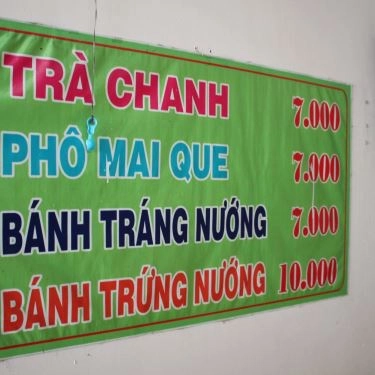 TRÀ CHANH 7.000
PHÔ MAI QUE 7.000
BÁNH TRÁNG NƯỚNG 7.000
BÁNH TRỨNG NƯỚNG 10.000